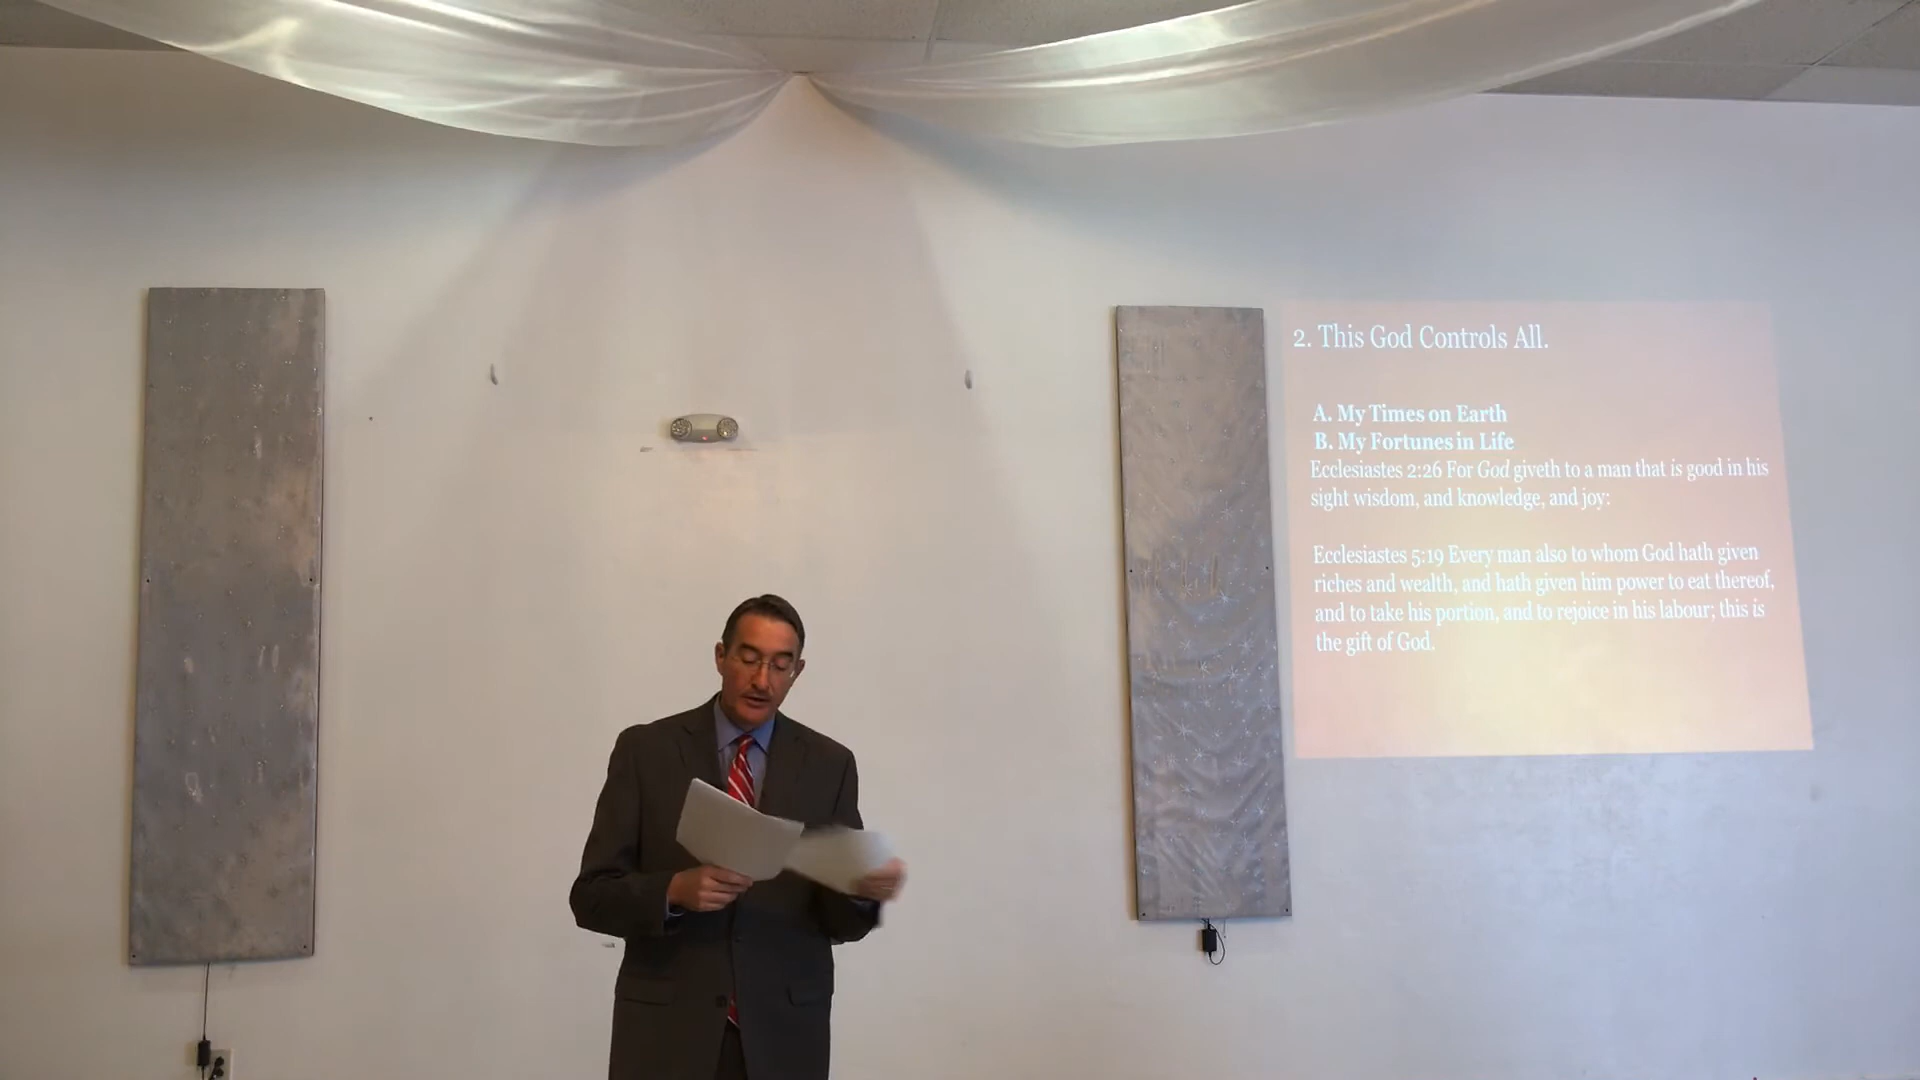 2. This God Controls All.
A. My Times on Earth
B. My Fortunes in Life
Ecclesiastes 2:26 For God giveth to a man that is good in his
sight wisdom, and knowledge, and joy:
Ecclesiastes 5:19 Every man also to whom God hath given
riches and wealth, and hath given him power to eat thereof,
and to take his portion, and to rejoice in his labour; this is
the gift of God.